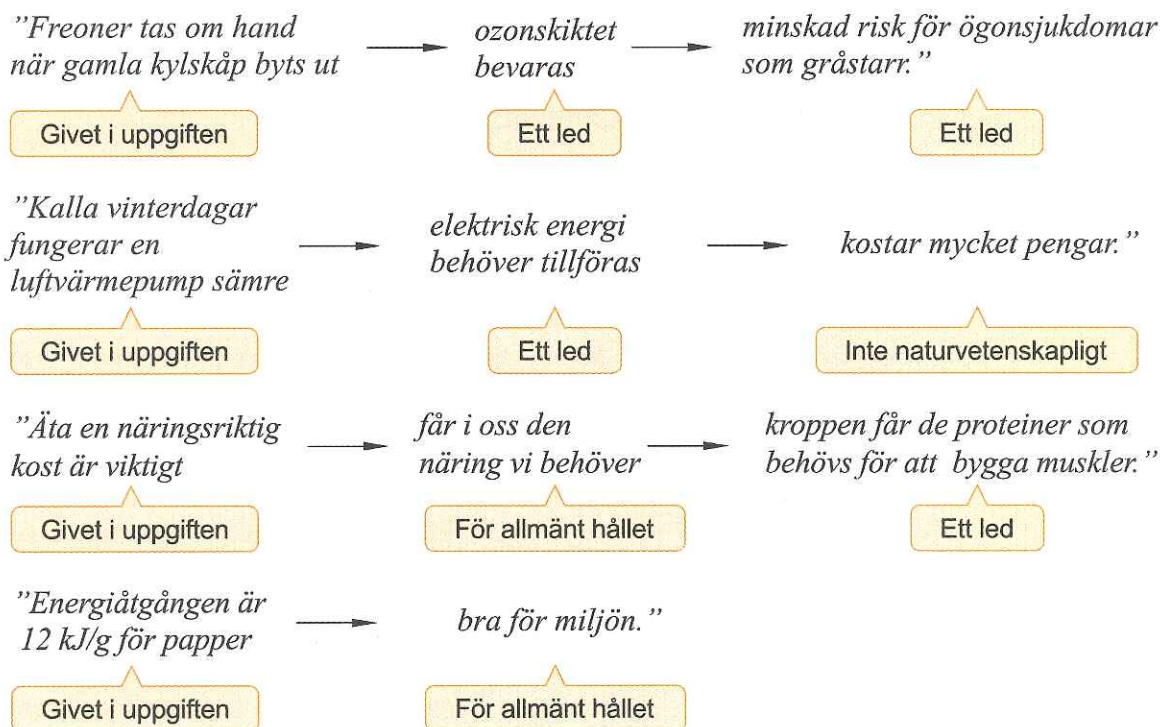 ”Freoner tas om hand
när gamla kylskåp byts ut
ozonskiktet
bevaras
minskad risk för ögonsjukdomar
som gråstarr.”
Givet i uppgiften
Ett led
Ett led
”Kalla vinterdagar
fungerar en
luftvärmepump sämre
elektrisk energi
behöver tillföras
kostar mycket pengar.”
Givet i uppgiften
Ett led
Inte naturvetenskapligt
”Äta en näringsriktig
kost är viktigt
får i oss den
näring vi behöver
kroppen får de proteiner som
behövs för att bygga muskler.”
Givet i uppgiften
För allmänt hållet
Ett led
”Energiåtgången är
12 kJ/g för papper
bra för miljön.”
Givet i uppgiften
För allmänt hållet